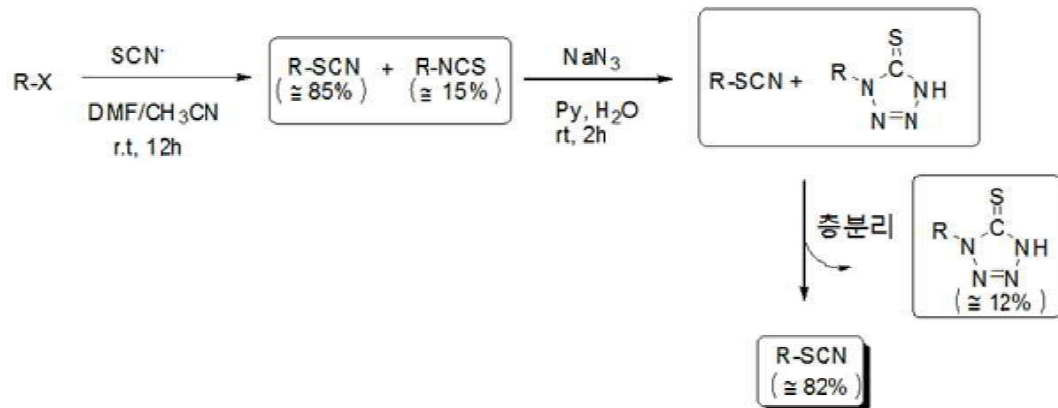 R-X
SCN⁻
DMF/CH₃CN
r.t, 12h
R-SCN + R-NCS
(≅ 85%) (≅ 15%)
NaN₃
Py, H₂O
rt, 2h
R-SCN +
S
C
R-N NH
N=N
층분리
S
C
R-N NH
N=N
(≅ 12%)
R-SCN
(≅ 82%)